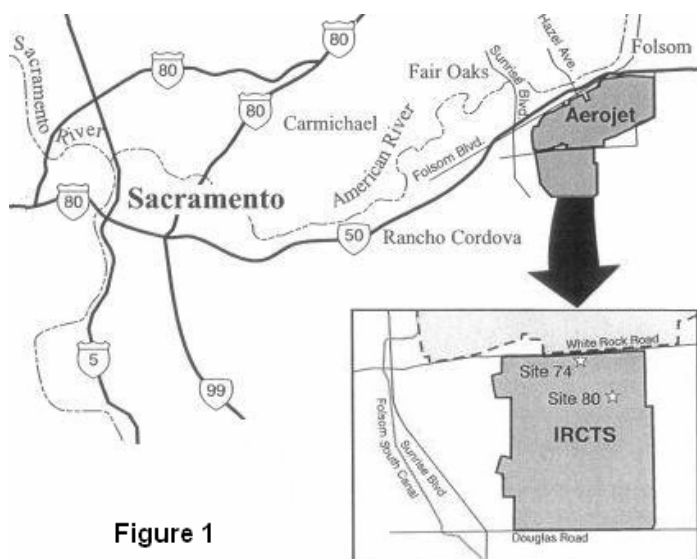 Sacramento
River
80
80
80
80
5
99
50
Sacramento
Carmichael
Fair Oaks
American River
Folsom Blvd.
Sunrise Blvd.
Hazel Ave.
Folsom
Aerojet
Rancho Cordova
White Rock Road
Site 74
Site 80
IRCTS
Folsom South Canal
Sunrise Blvd
Douglas Road
Figure 1